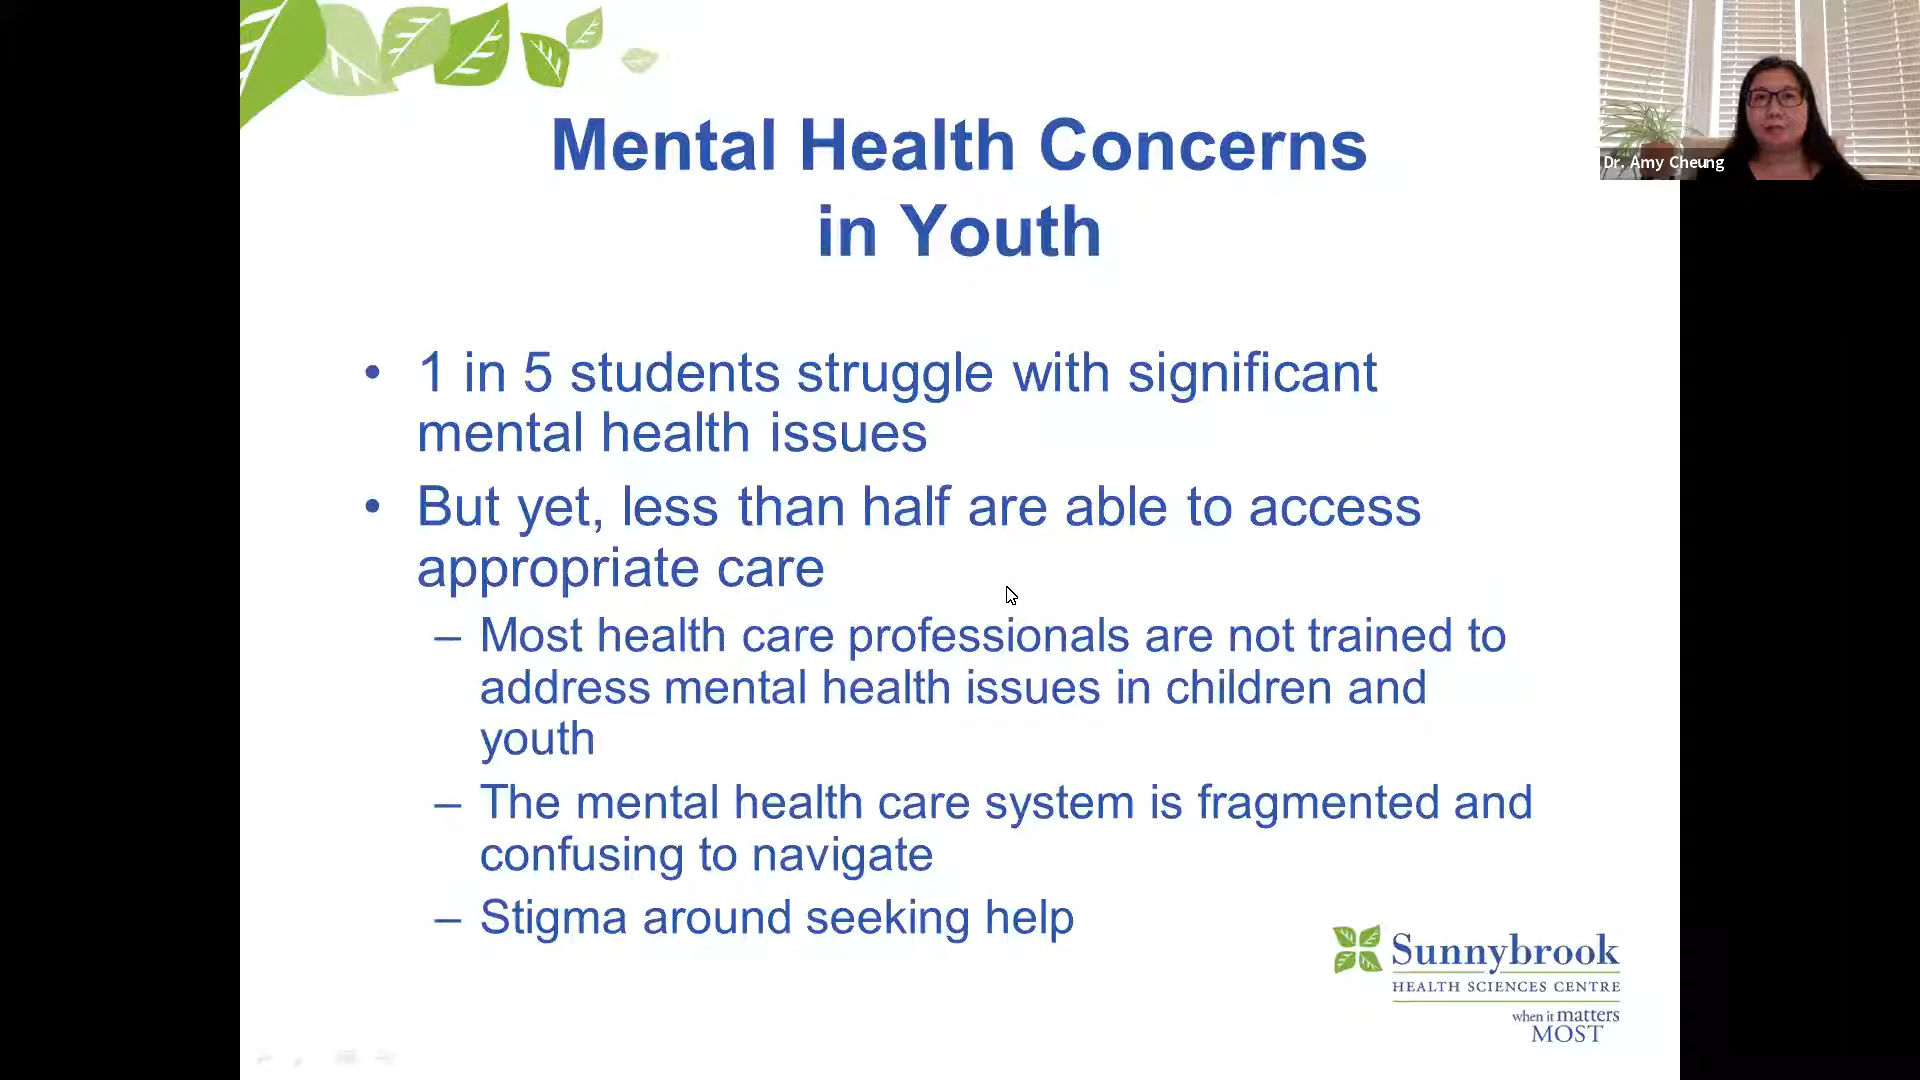 Mental Health Concerns
in Youth
Dr. Amy Cheung
• 1 in 5 students struggle with significant
mental health issues
• But yet, less than half are able to access
appropriate care
– Most health care professionals are not trained to
address mental health issues in children and
youth
– The mental health care system is fragmented and
confusing to navigate
– Stigma around seeking help
Sunnybrook
HEALTH SCIENCES CENTRE
when it matters
MOST